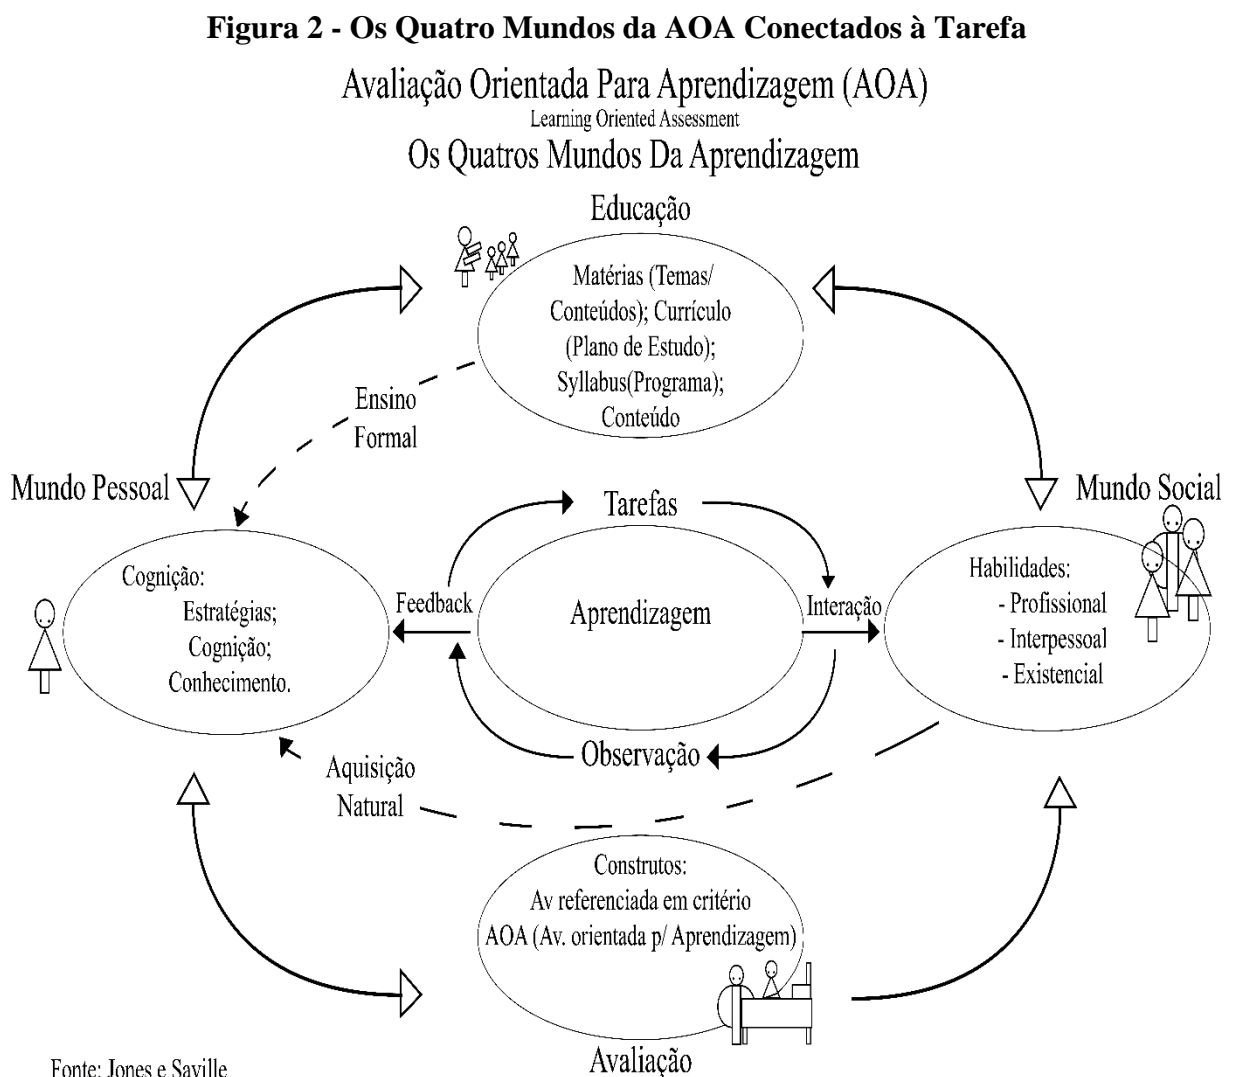 Figura 2 - Os Quatro Mundos da AOA Conectados à Tarefa
Avaliação Orientada Para Aprendizagem (AOA)
Learning Oriented Assessment
Os Quatros Mundos Da Aprendizagem
Educação
Matérias (Temas/
Conteúdos); Currículo
(Plano de Estudo);
Syllabus(Programa);
Conteúdo
Ensino
Formal
Mundo Pessoal
Mundo Social
Tarefas
Cognição:
Estratégias;
Cognição;
Conhecimento.
Feedback
Aprendizagem
Interação
Habilidades:
- Profissional
- Interpessoal
- Existencial
Observação
Aquisição
Natural
Construtos:
Av referenciada em critério
AOA (Av. orientada p/ Aprendizagem)
Avaliação
Fonte: Jones e Saville